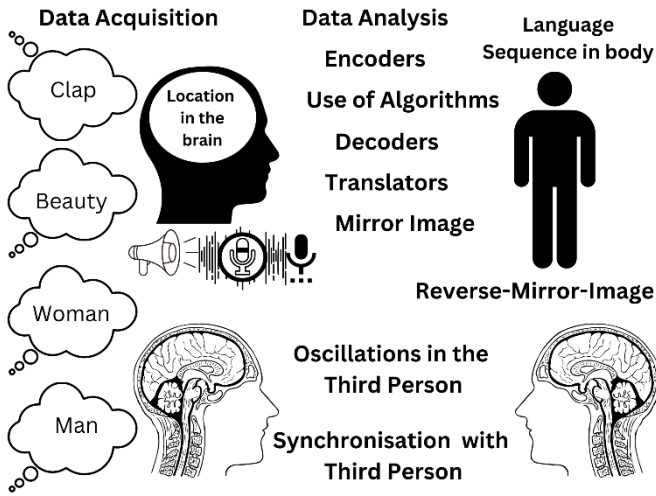 Data Acquisition
Clap
Beauty
Woman
Man
Location
in the
brain
Data Analysis
Encoders
Use of Algorithms
Decoders
Translators
Mirror Image
Language
Sequence in body
Reverse-Mirror-Image
Oscillations in the
Third Person
Synchronisation with
Third Person